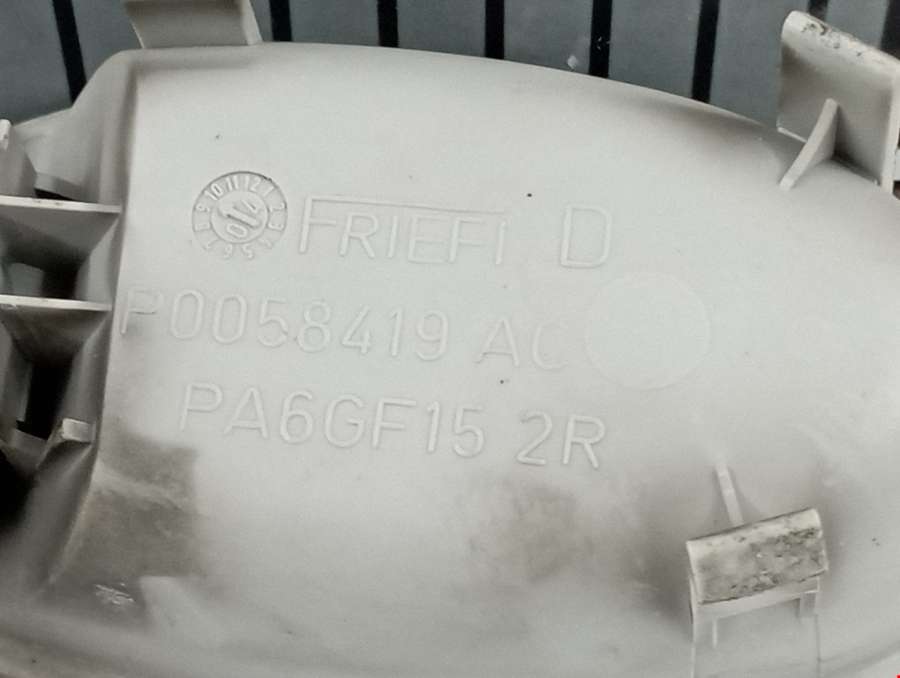 FRIEFI D
P0058419 AC
PA6GF15 2R